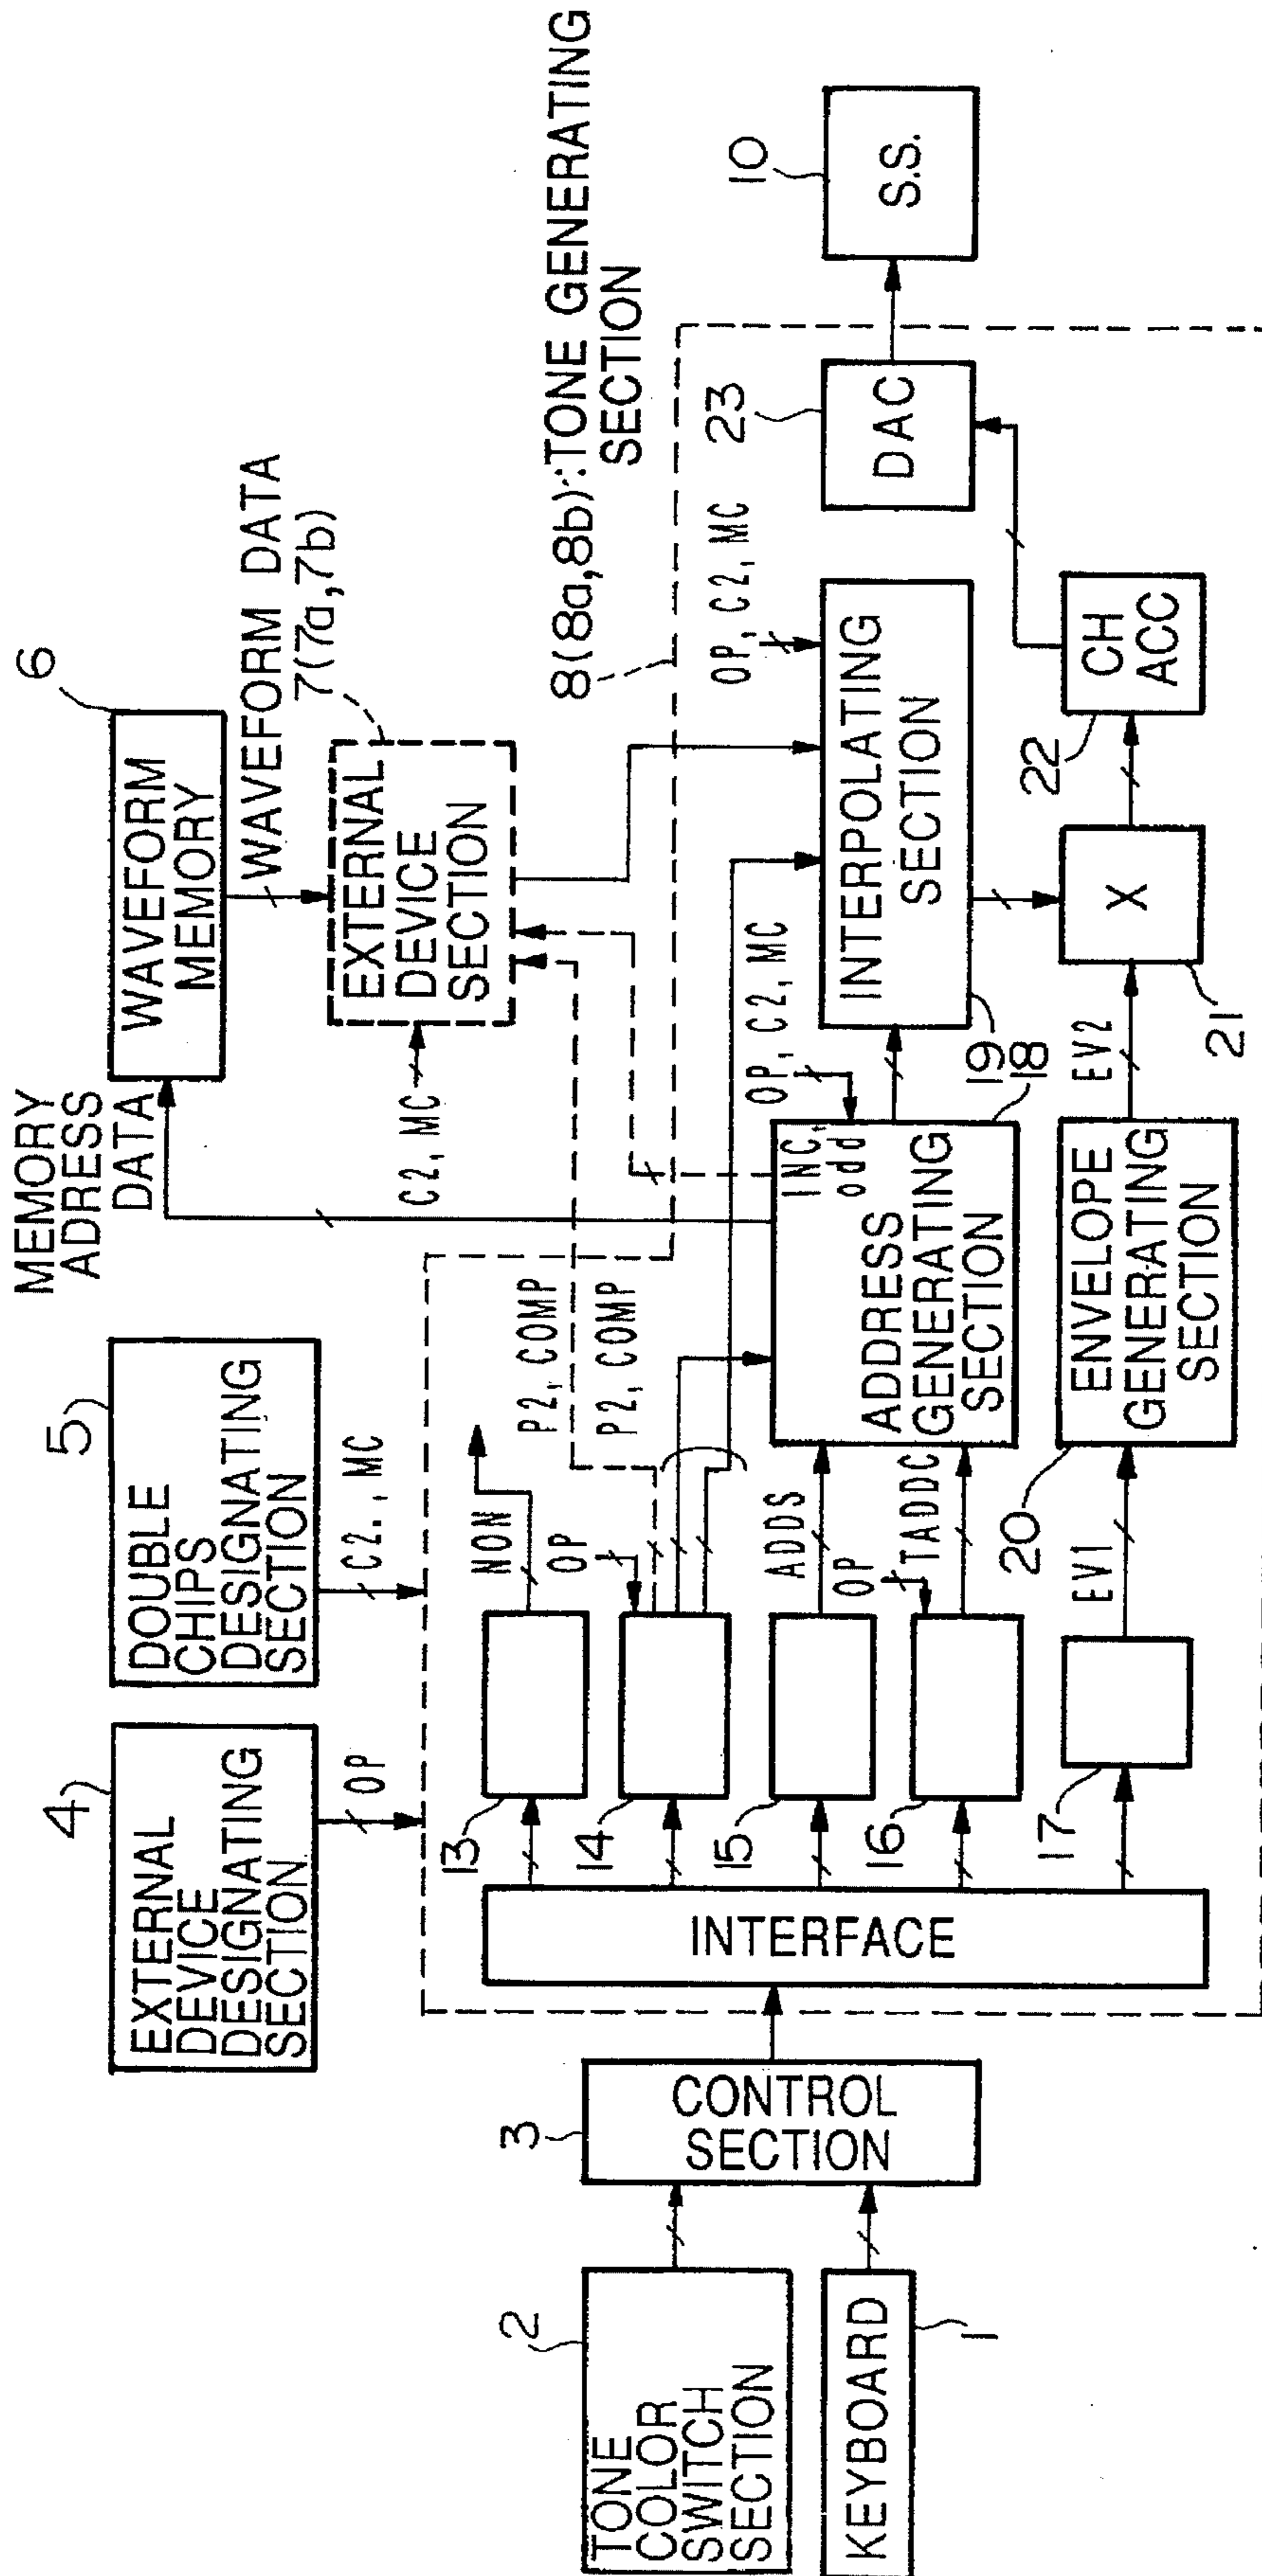 TONE
COLOR
SWITCH
SECTION
2
KEYBOARD
1
CONTROL
SECTION
3
EXTERNAL
DEVICE
DESIGNATING
SECTION
4
OP
DOUBLE
CHIPS
DESIGNATING
SECTION
5
C2., MC
MEMORY
ADRESS
DATA
WAVEFORM
MEMORY
6
WAVEFORM DATA
7(7a,7b)
EXTERNAL
DEVICE
SECTION
C2, MC
8(8a,8b):TONE GENERATING
SECTION
INTERFACE
13
NON
14
OP
P2, COMP
P2, COMP
15
ADDS
16
OP
TADDC
17
EV1
ADDRESS
GENERATING
SECTION
INC,
odd
18
OP, C2, MC
INTERPOLATING
SECTION
19
OP, C2, MC
ENVELOPE
GENERATING
SECTION
20
EV2
X
21
CH
ACC
22
DAC
23
S.S.
10